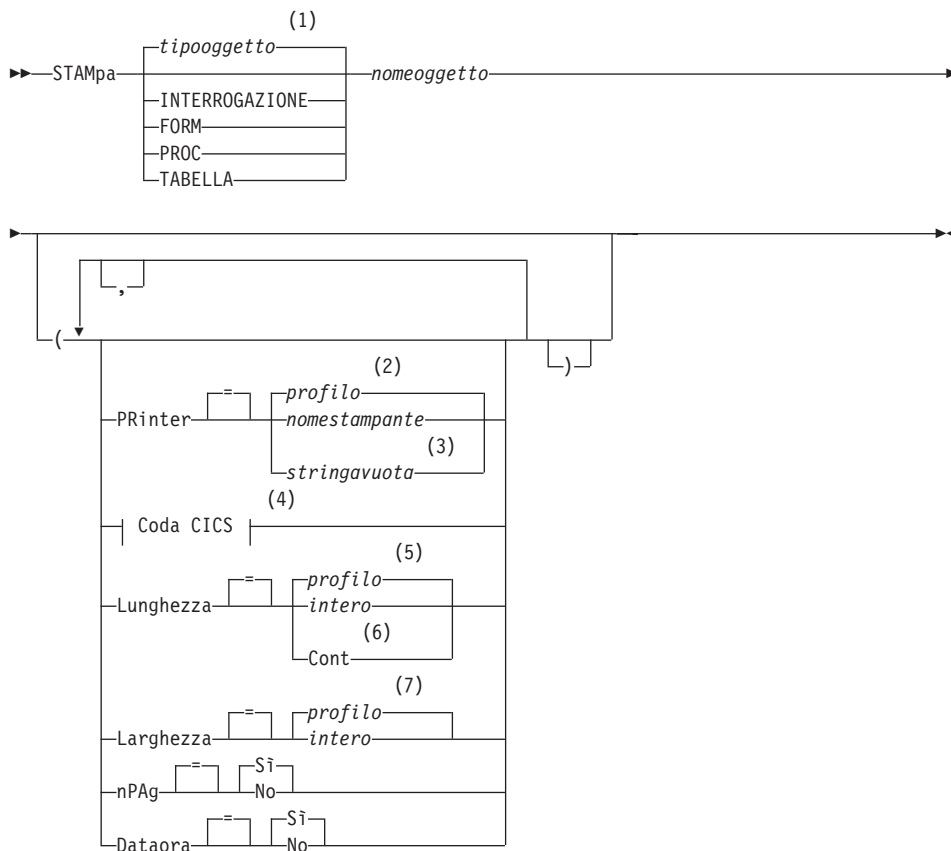 (1)
tipooggetto
STAMpa nomeoggetto
INTERROGAZIONE
FORM
PROC
TABELLA
,
(
)
(2)
= profilo
PRinter nomestampante
(3)
stringavuota
(4)
Coda CICS
(5)
= profilo
Lunghezza intero
(6)
Cont
(7)
= profilo
Larghezza intero
= Sì
nPAg No
= Sì
Dataora No